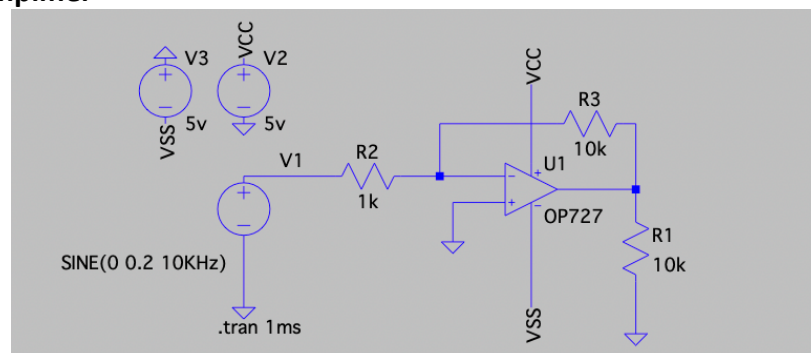 V3
VCC
V2
VSS
5v
5v
V1
R2
1k
VCC
R3
10k
U1
OP727
R1
10k
VSS
SINE(0 0.2 10KHz)
.tran 1ms